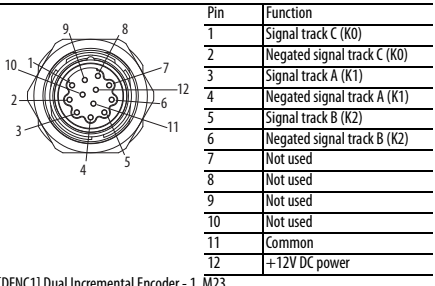 9
8
10
1
7
12
2
6
3
11
4
5
Pin Function
1 Signal track C (K0)
2 Negated signal track C (K0)
3 Signal track A (K1)
4 Negated signal track A (K1)
5 Signal track B (K2)
6 Negated signal track B (K2)
7 Not used
8 Not used
9 Not used
10 Not used
11 Common
12 +12V DC power
[DENC1] Dual Incremental Encoder - 1, M23